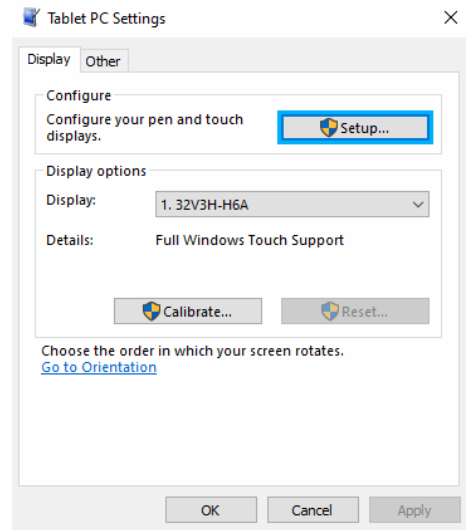 Tablet PC Settings
Display Other
Configure
Configure your pen and touch
displays.
Setup...
Display options
Display: 1. 32V3H-H6A
Details: Full Windows Touch Support
Calibrate... Reset...
Choose the order in which your screen rotates.
Go to Orientation
OK Cancel Apply